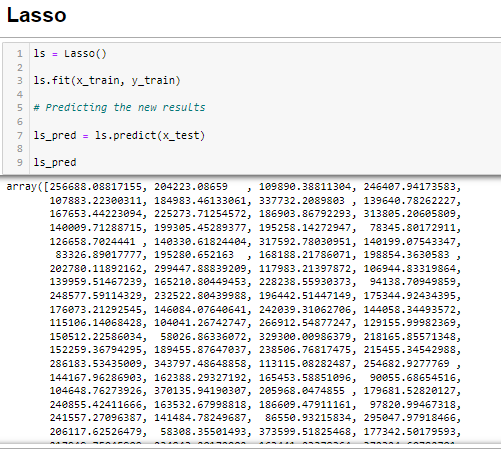 Lasso
1 ls = Lasso()
2
3 ls.fit(x_train, y_train)
4
5 # Predicting the new results
6
7 ls_pred = ls.predict(x_test)
8
9 ls_pred
array([256688.08817155, 204223.08659   , 109890.38811304, 246407.94173583,
107883.22300311, 184983.46133061, 337732.2089803 , 139640.78262227,
167653.44223094, 225273.71254572, 186903.86792293, 313805.20605809,
140009.71288715, 199305.45289377, 195258.14272947,  78345.80172911,
126658.7024441 , 140330.61824404, 317592.78030951, 140199.07543347,
83326.89017777, 195280.652163  , 168188.21786071, 198854.3630583 ,
202780.11892162, 299447.88839209, 117983.21397872, 106944.83319864,
139959.51467239, 165210.80449453, 228238.55930373,  94138.70949859,
248577.59114329, 232522.80439988, 196442.51447149, 175344.92434395,
176073.21292545, 146084.07640641, 242039.31062706, 144058.34493572,
115106.14068428, 104041.26742747, 266912.54877247, 129155.99982369,
150512.22586034,  58026.86336072, 329300.00986379, 218165.85571348,
152259.36794295, 189455.87647037, 238506.76817475, 215455.34542988,
286183.53435009, 343797.48648858, 113115.08282487, 254682.9277769 ,
144167.96286903, 162388.29327192, 165453.58851096,  90055.68654516,
104648.76273926, 370135.94190307, 205968.0474855 , 179681.52820127,
240855.42411666, 163532.67998818, 186609.47911161,  97820.99467318,
241557.27096387, 141484.78249687,  86550.93215834, 295047.97918466,
206117.62526479,  58308.35501493, 373599.51825468, 177342.50179593,